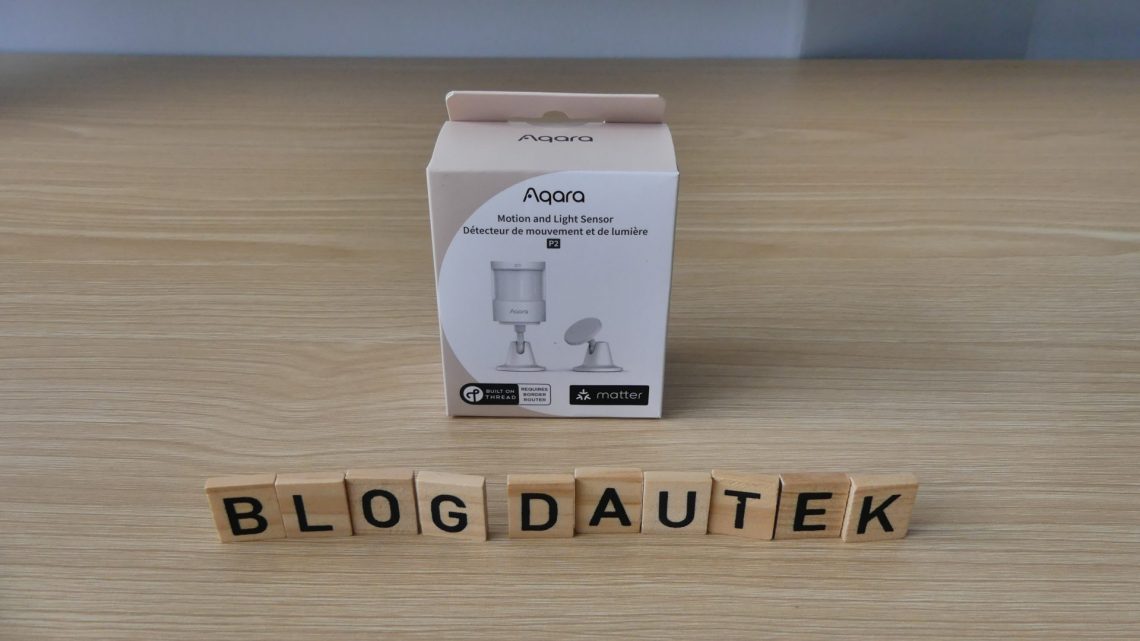 Aqara
Aqara
Motion and Light Sensor
Détecteur de mouvement et de lumière
P2
Aqara
BUILT ON
THREAD
REQUIRES
BORDER
ROUTER
matter
BLOG DAUTEK